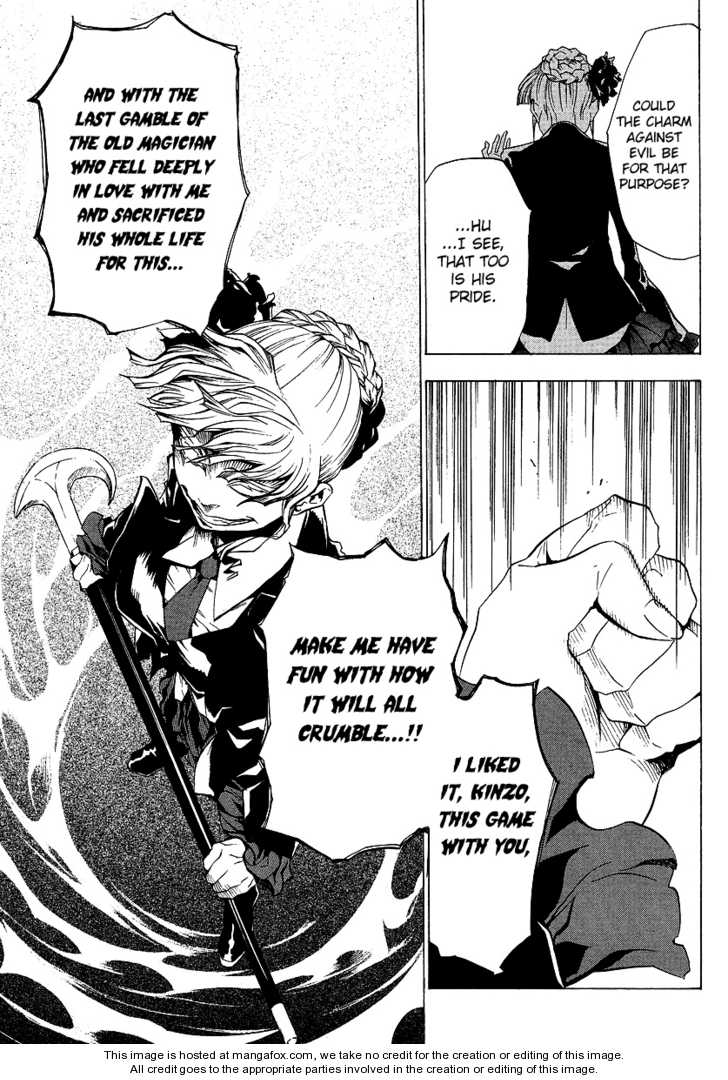 COULD
THE CHARM
AGAINST
EVIL BE
FOR THAT
PURPOSE?
...HU
...I SEE,
THAT TOO
IS HIS
PRIDE.
I LIKED
IT, KINZO,
THIS GAME
WITH YOU,
AND WITH THE
LAST GAMBLE OF
THE OLD MAGICIAN
WHO FELL DEEPLY
IN LOVE WITH ME
AND SACRIFICED
HIS WHOLE LIFE
FOR THIS...
MAKE ME HAVE
FUN WITH HOW
IT WILL ALL
CRUMBLE...!!
This image is hosted at mangafox.com, we take no credit for the creation or editing of this image.
All credit goes to the appropriate parties involved in the creation or editing of this image.